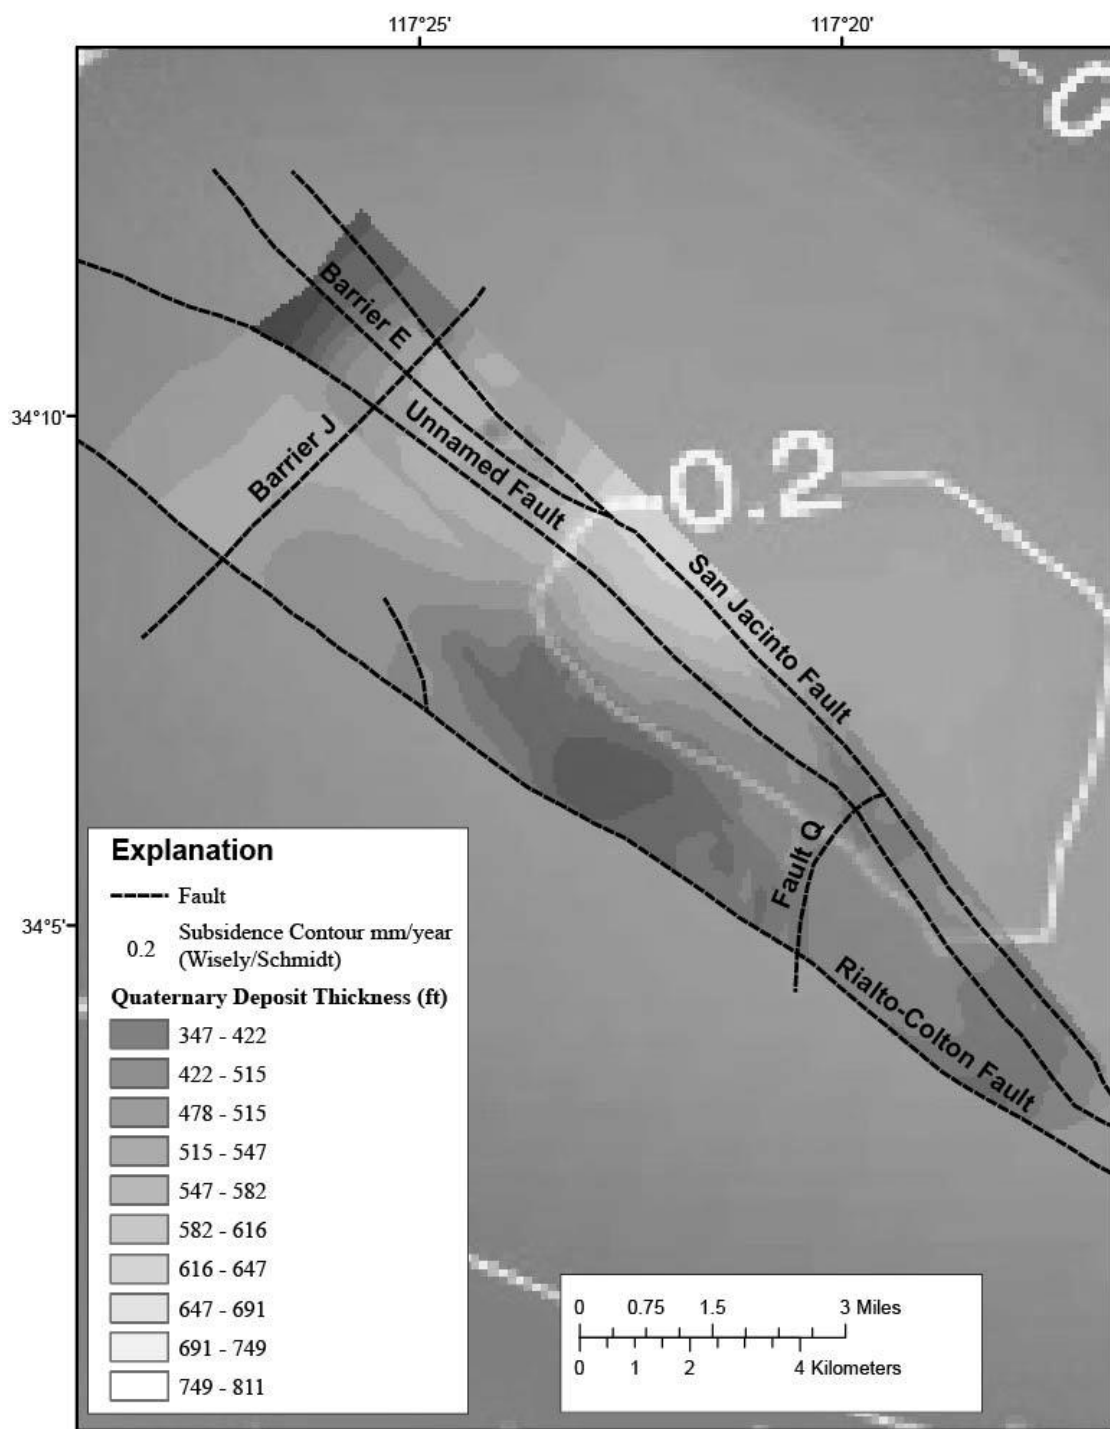 117°25'
117°20'
Barrier E
34°10'
Barrier J
Unnamed Fault
-0.2
San Jacinto Fault
Fault Q
34°5'
Rialto-Colton Fault
Explanation
Fault
0.2 Subsidence Contour mm/year
(Wisely/Schmidt)
Quaternary Deposit Thickness (ft)
347 - 422
422 - 515
478 - 515
515 - 547
547 - 582
582 - 616
616 - 647
647 - 691
691 - 749
749 - 811
0 0.75 1.5 3 Miles
0 1 2 4 Kilometers